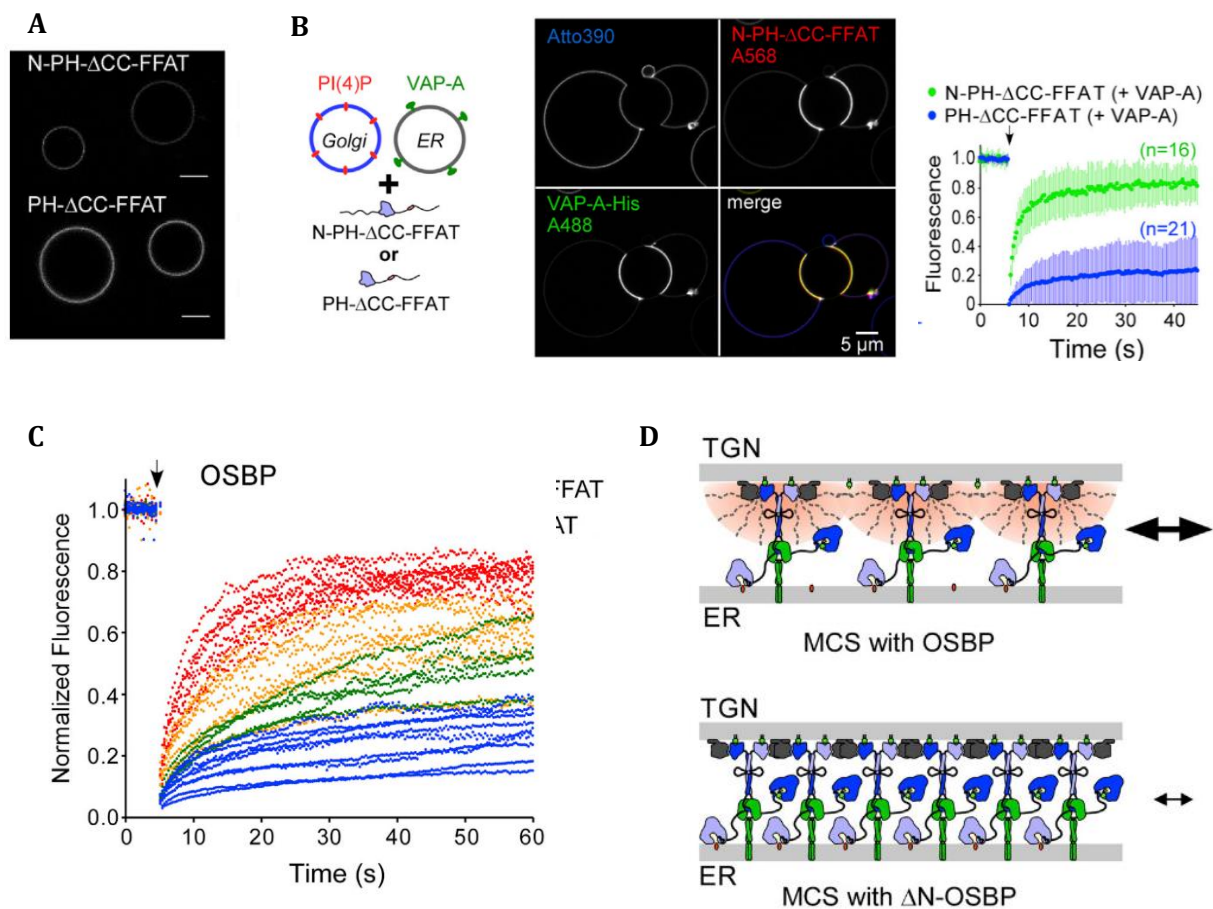 A
N-PH-ΔCC-FFAT
PH-ΔCC-FFAT
B
PI(4)P
VAP-A
Golgi
ER
+
N-PH-ΔCC-FFAT
or
PH-ΔCC-FFAT
Atto390
N-PH-ΔCC-FFAT
A568
VAP-A-His
A488
merge
5 µm
N-PH-ΔCC-FFAT (+ VAP-A)
PH-ΔCC-FFAT (+ VAP-A)
(n=16)
(n=21)
Fluorescence
1.0
0.8
0.6
0.4
0.2
0
0 10 20 30 40
Time (s)
C
OSBP
FFAT
AT
Normalized Fluorescence
1.0
0.8
0.6
0.4
0.2
0.0
0 10 20 30 40 50 60
Time (s)
D
TGN
ER
MCS with OSBP
TGN
ER
MCS with ΔN-OSBP